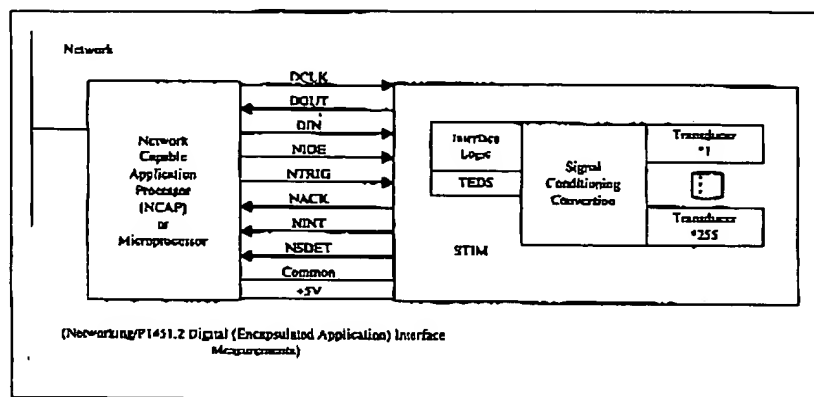 Network
DCLK
DOUT
DIN
NIOE
NTRIG
NACK
NINT
NSDET
Common
+5V
Network
Capable
Application
Processor
(NCAP)
or
Microprocessor
Interface
Logic
TEDS
Signal
Conditioning
Convertion
Transducer
*1
Transducer
*255
STIM
(Networking/P1451.2 Digital (Encapsulated Application) Interface
Measurements)